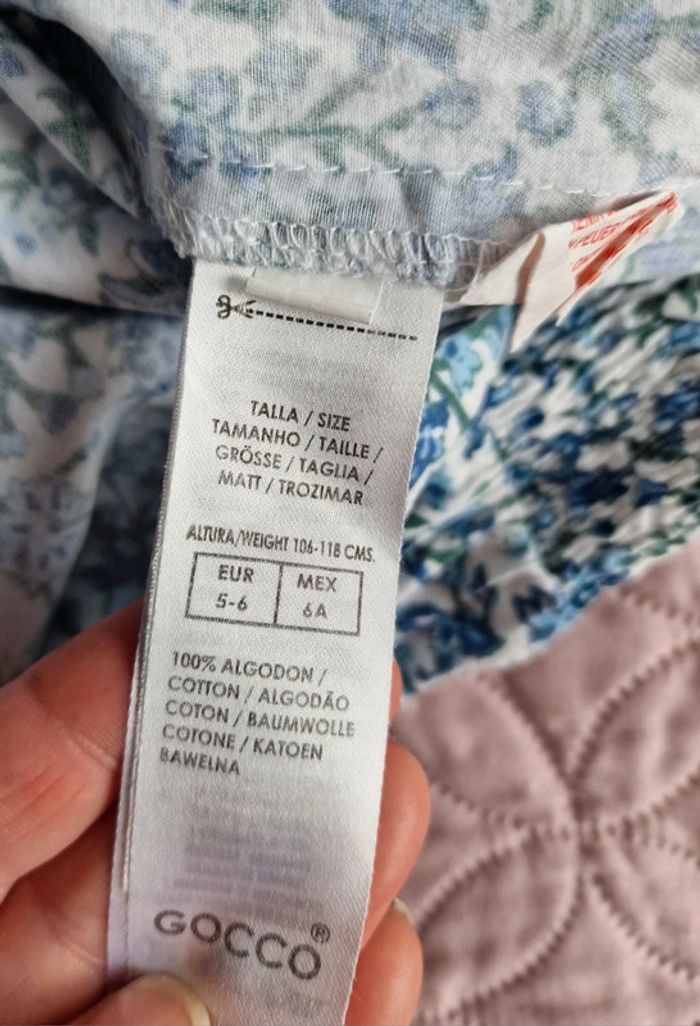 TALLA / SIZE
TAMANHO / TAILLE /
GRÖSSE / TAGLIA /
MATT / TROZIMAR
ALTURA/WEIGHT 106-118 CMS.
EUR
5-6
MEX
6A
100% ALGODON /
COTTON / ALGODÃO
COTON / BAUMWOLLE
COTONE / KATOEN
BAWELNA
GOCCO®